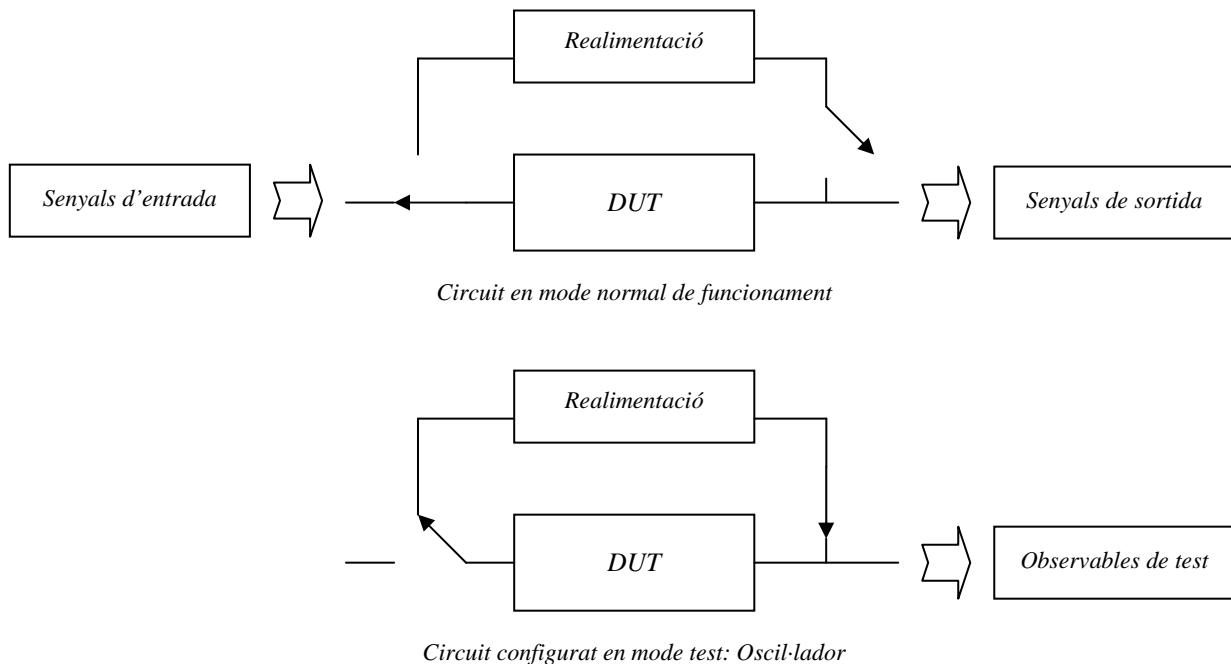 Realimentació
Senyals d'entrada
DUT
Senyals de sortida
Circuit en mode normal de funcionament
Realimentació
DUT
Observables de test
Circuit configurat en mode test: Oscil·lador